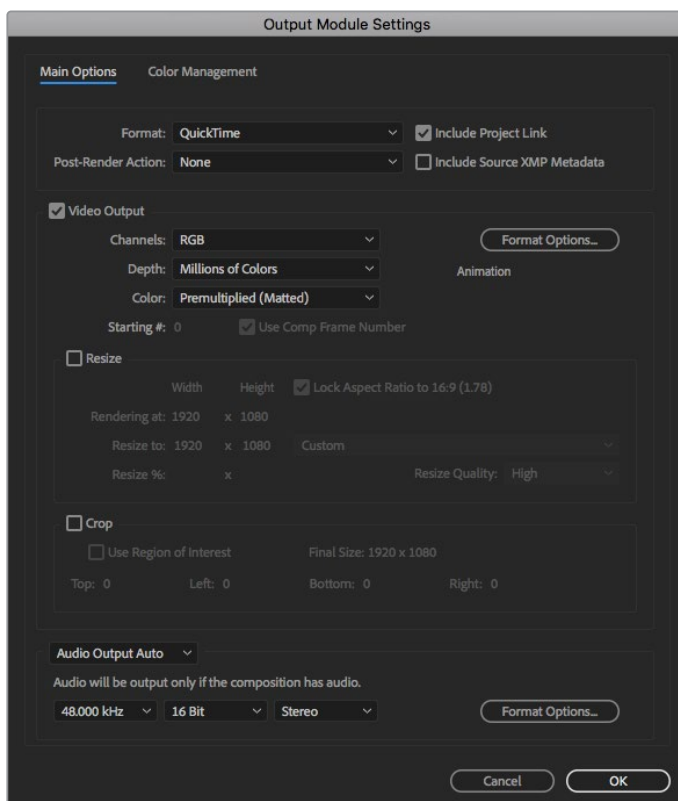 Output Module Settings
Main Options Color Management
Format: QuickTime Include Project Link
Post-Render Action: None Include Source XMP Metadata
Video Output
Channels: RGB Format Options...
Depth: Millions of Colors Animation
Color: Premultiplied (Matted)
Starting #: 0 Use Comp Frame Number
Resize
Width Height Lock Aspect Ratio to 16:9 (1.78)
Rendering at: 1920 x 1080
Resize to: 1920 x 1080 Custom
Resize %: x Resize Quality: High
Crop
Use Region of Interest Final Size: 1920 x 1080
Top: 0 Left: 0 Bottom: 0 Right: 0
Audio Output Auto
Audio will be output only if the composition has audio.
48.000 kHz 16 Bit Stereo Format Options...
Cancel OK